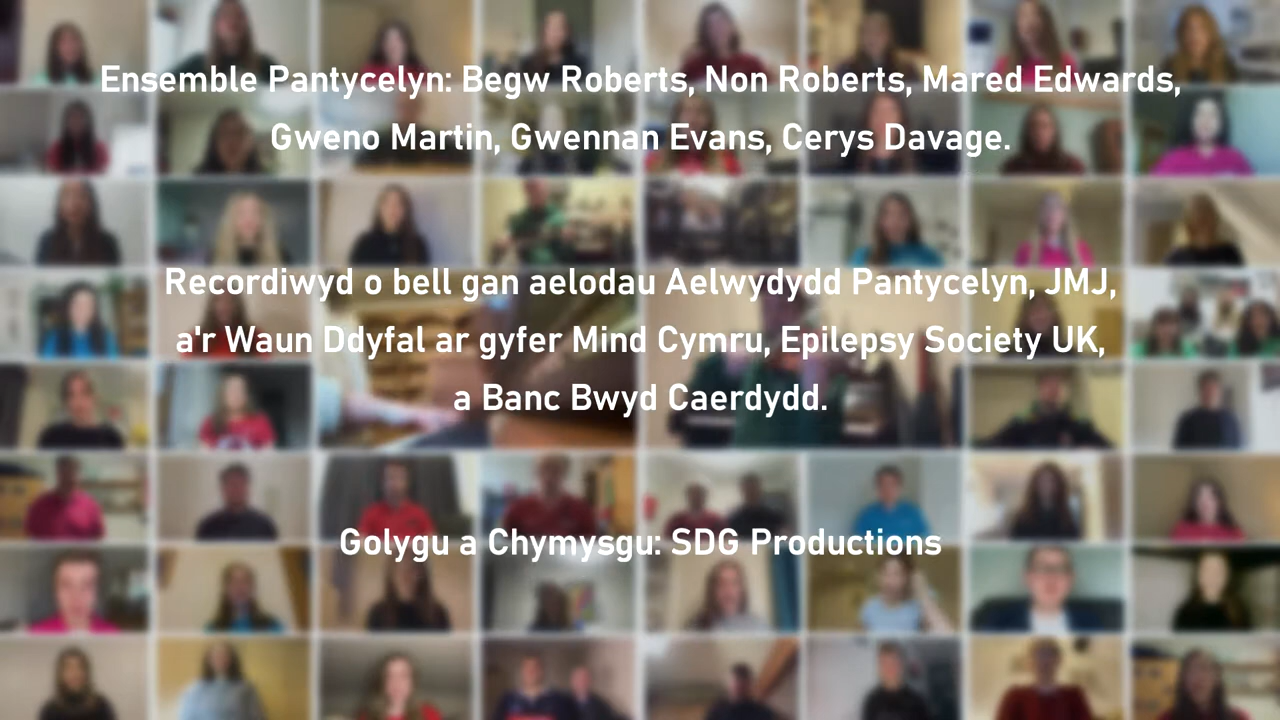 Ensemble Pantycelyn: Begw Roberts, Non Roberts, Mared Edwards,
Gweno Martin, Gwennan Evans, Cerys Davage.
Recordiwyd o bell gan aelodau Aelwydydd Pantycelyn, JMJ,
a'r Waun Ddyfal ar gyfer Mind Cymru, Epilepsy Society UK,
a Banc Bwyd Caerdydd.
Golygu a Chymysgu: SDG Productions